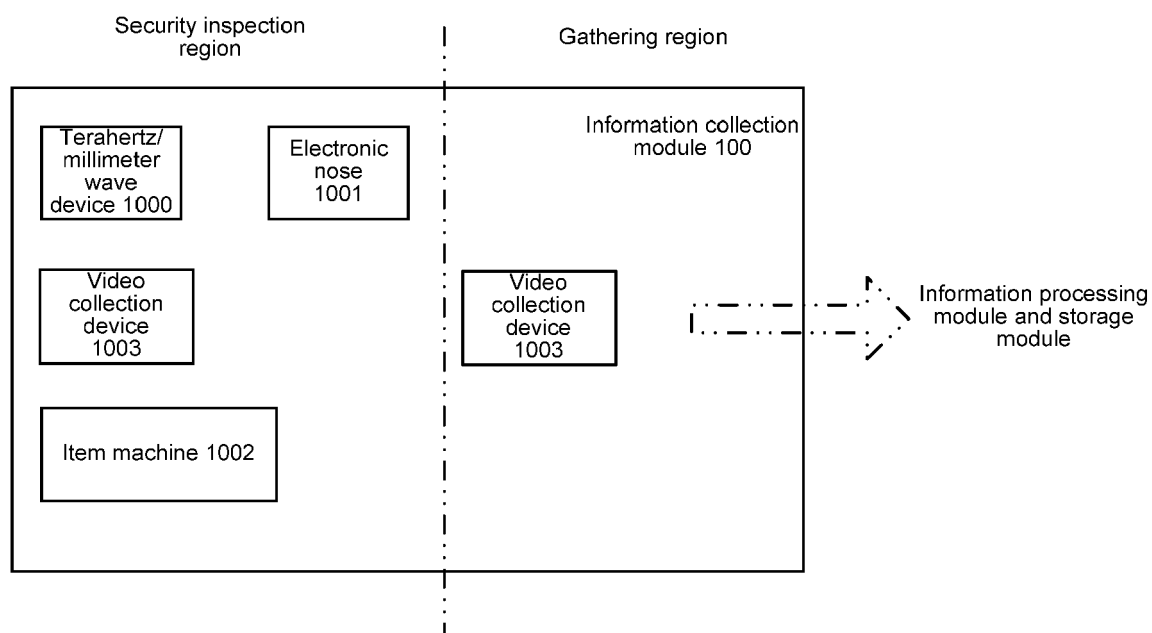 Security inspection
region
Gathering region
Information collection
module 100
Terahertz/
millimeter
wave
device 1000
Electronic
nose
1001
Video
collection
device
1003
Video
collection
device
1003
Information processing
module and storage
module
Item machine 1002